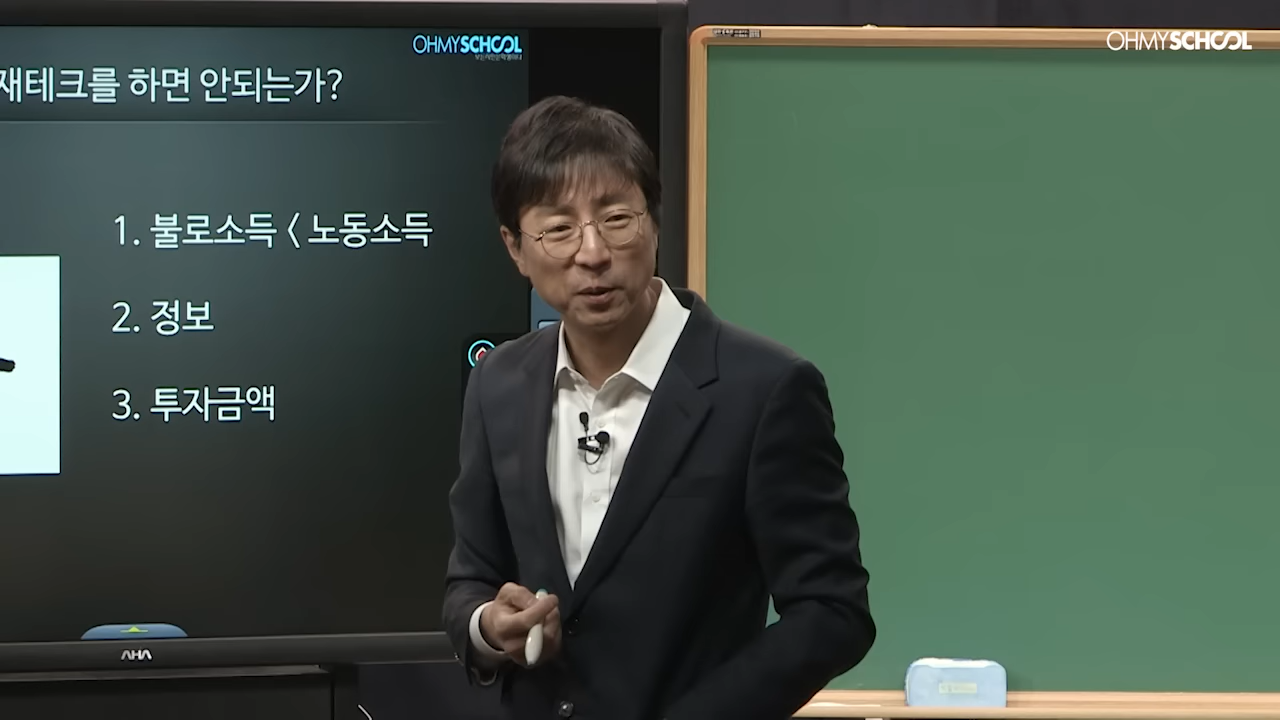 OHMYSCHOOL
재테크를 하면 안되는가?
1. 불로소득 < 노동소득
2. 정보
3. 투자금액
AHA
OHMYSCHOOL